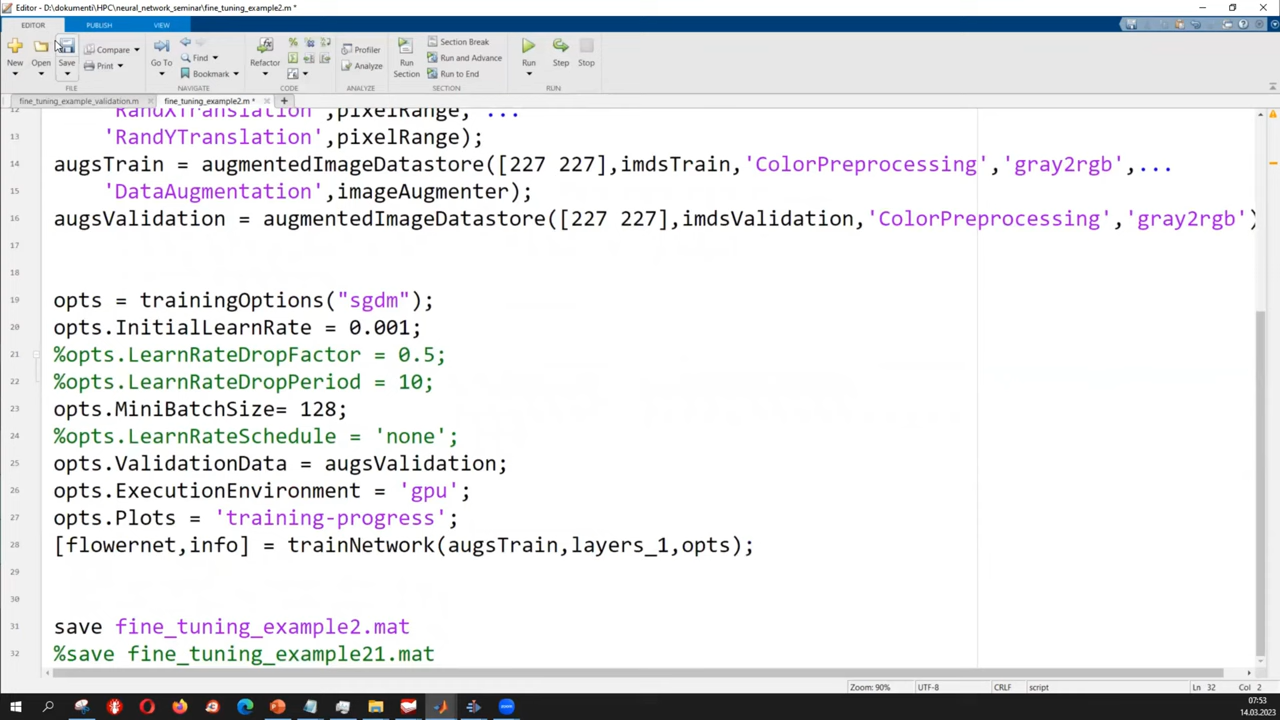 Editor - D:\dokumenti\HPC\neural_network_seminar\fine_tuning_example2.m *
EDITOR PUBLISH VIEW
New Open Save Compare Print Go To Find Bookmark Refactor Profiler Analyze Run Section Section Break Run and Advance Run to End Run Step Stop
FILE NAVIGATE CODE ANALYZE SECTION RUN
fine_tuning_example_validation.m fine_tuning_example2.m *
12 'RandXTranslation',pixelRange, ...
13 'RandYTranslation',pixelRange);
14 augsTrain = augmentedImageDatastore([227 227],imdsTrain,'ColorPreprocessing','gray2rgb',...
15 'DataAugmentation',imageAugmenter);
16 augsValidation = augmentedImageDatastore([227 227],imdsValidation,'ColorPreprocessing','gray2rgb')
17
18
19 opts = trainingOptions("sgdm");
20 opts.InitialLearnRate = 0.001;
21 %opts.LearnRateDropFactor = 0.5;
22 %opts.LearnRateDropPeriod = 10;
23 opts.MiniBatchSize= 128;
24 %opts.LearnRateSchedule = 'none';
25 opts.ValidationData = augsValidation;
26 opts.ExecutionEnvironment = 'gpu';
27 opts.Plots = 'training-progress';
28 [flowernet,info] = trainNetwork(augsTrain,layers_1,opts);
29
30
31 save fine_tuning_example2.mat
32 %save fine_tuning_example21.mat
Zoom: 90% UTF-8 CRLF script Ln 32 Col 2
07:53
14.03.2023